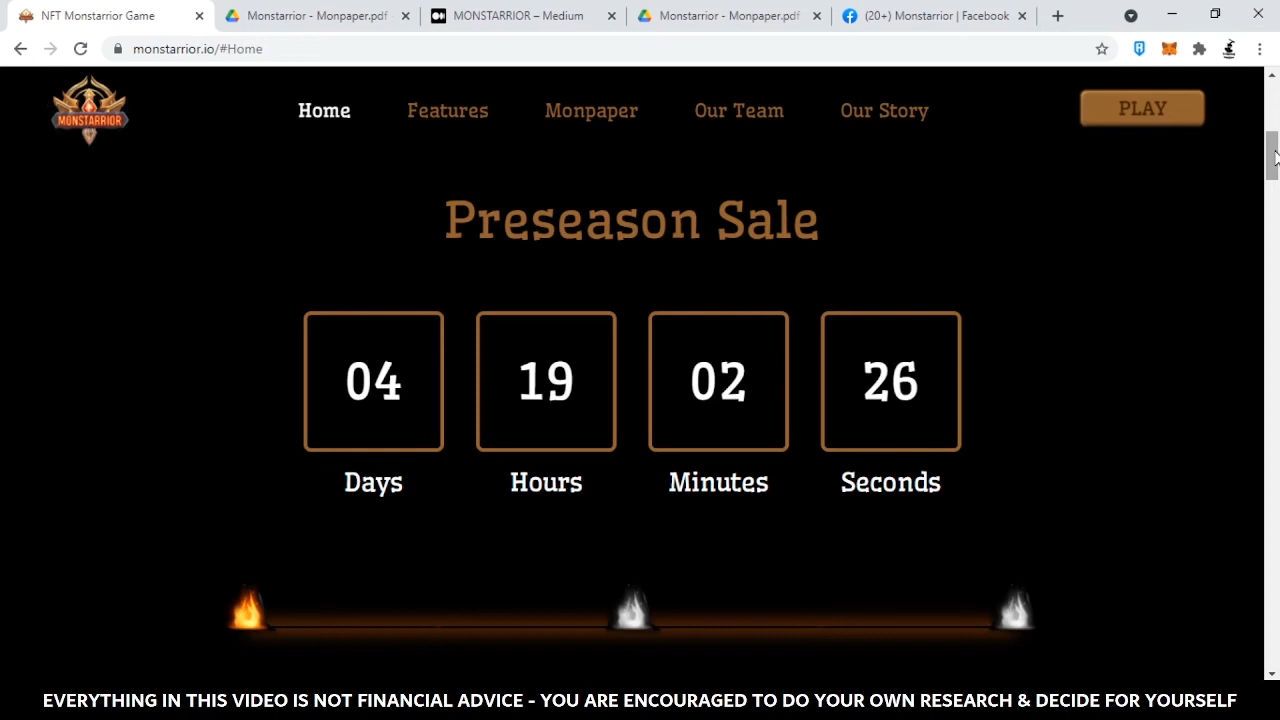 NFT Monstarrior Game
Monstarrior - Monpaper.pdf
MONSTARRIOR – Medium
Monstarrior - Monpaper.pdf
(20+) Monstarrior | Facebook
monstarrior.io/#Home
MONSTARRIOR
Home
Features
Monpaper
Our Team
Our Story
PLAY
Preseason Sale
04
19
02
26
Days
Hours
Minutes
Seconds
EVERYTHING IN THIS VIDEO IS NOT FINANCIAL ADVICE - YOU ARE ENCOURAGED TO DO YOUR OWN RESEARCH & DECIDE FOR YOURSELF